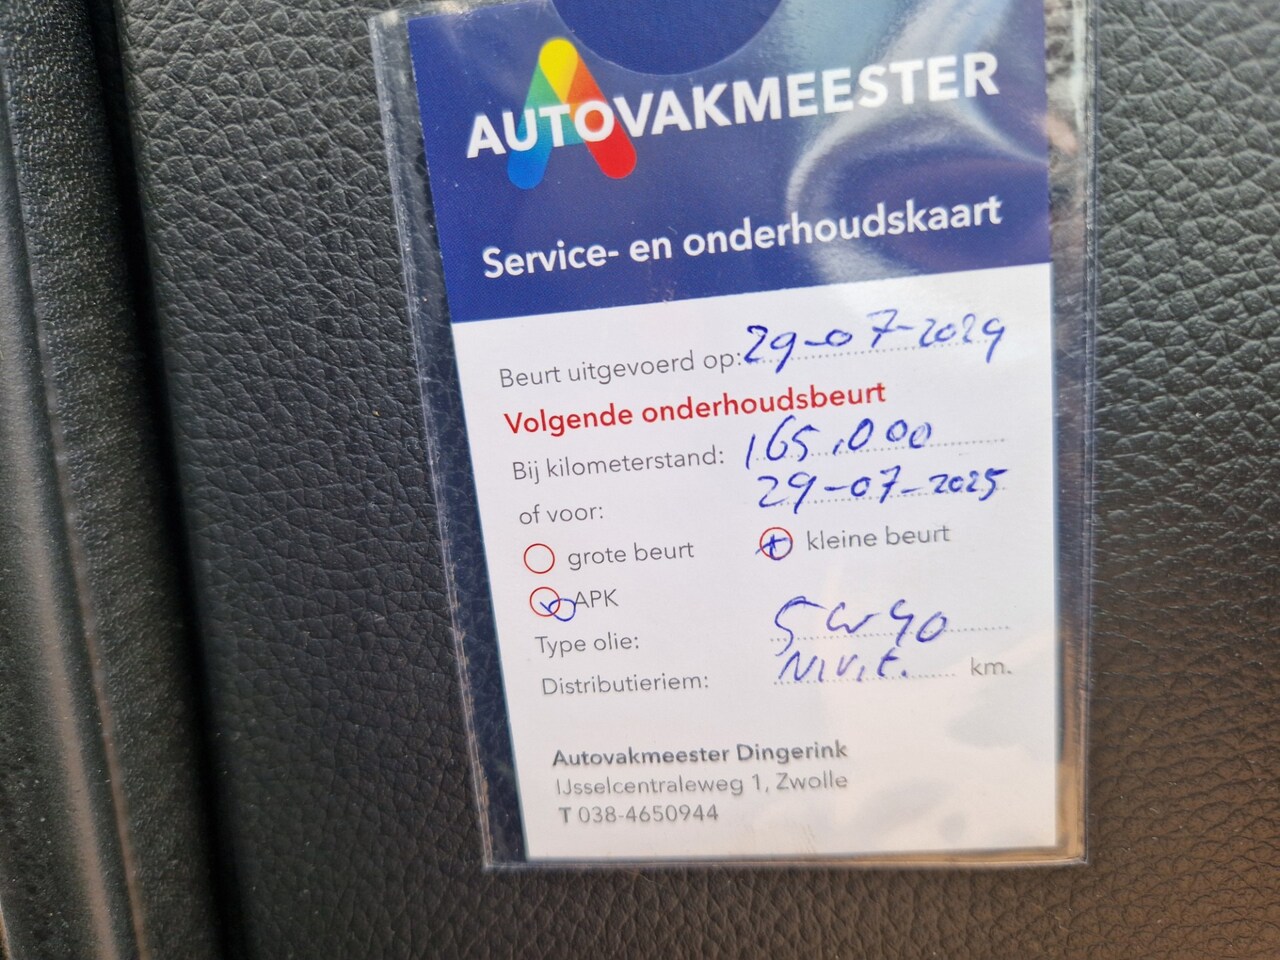 AUTOVAKMEESTER
Service- en onderhoudskaart
Beurt uitgevoerd op: 29-07-2024
Volgende onderhoudsbeurt
Bij kilometerstand: 165.000
of voor: 29-07-2025
grote beurt kleine beurt
APK
Type olie: 5w40
Distributieriem: N.V.t. km.
Autovakmeester Dingerink
IJsselcentraleweg 1, Zwolle
T 038-4650944